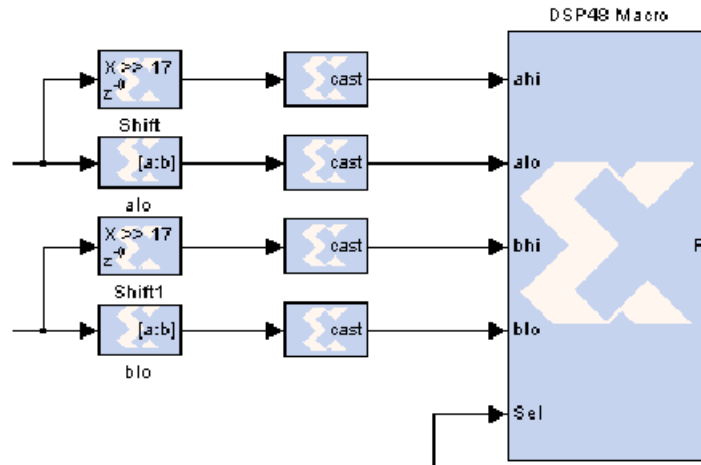 DSP48 Macro
X >> 17
z-0
cast
ahi
Shift
[a:b]
cast
alo
alo
X >> 17
z-0
cast
bhi
P
Shift1
[a:b]
cast
blo
blo
Sel